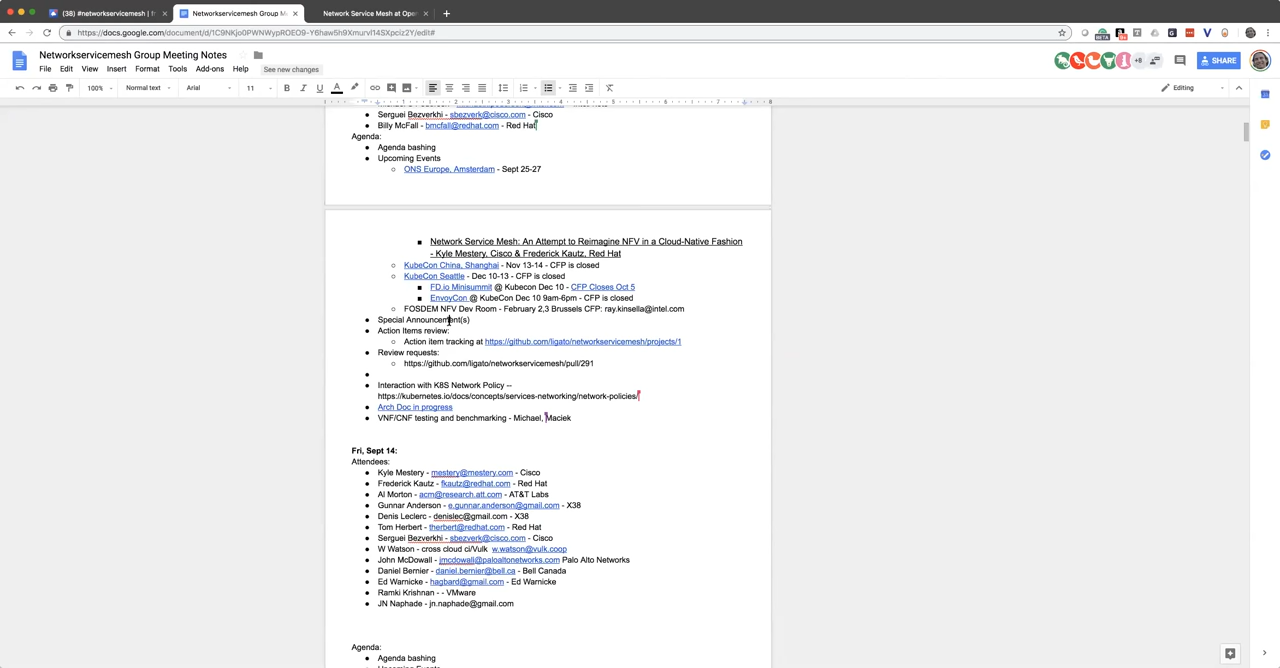 (38) #networkservicemesh | f
Networkservicemesh Group M
Network Service Mesh at Ope
https://docs.google.com/document/d/1C9NKjo0PWNWypROEO9-Y6haw5h9Xmurvl14SXpciz2Y/edit#
Networkservicemesh Group Meeting Notes
File Edit View Insert Format Tools Add-ons Help See new changes
+8
SHARE
100% Normal text Arial 11 B I U A Editing
Serguei Bezverkhi - sbezverk@cisco.com - Cisco
Billy McFall - bmcfall@redhat.com - Red Hat
Agenda:
Agenda bashing
Upcoming Events
ONS Europe, Amsterdam - Sept 25-27
Network Service Mesh: An Attempt to Reimagine NFV in a Cloud-Native Fashion
- Kyle Mestery, Cisco & Frederick Kautz, Red Hat
KubeCon China, Shanghai - Nov 13-14 - CFP is closed
KubeCon Seattle - Dec 10-13 - CFP is closed
FD.io Minisummit @ Kubecon Dec 10 - CFP Closes Oct 5
EnvoyCon @ KubeCon Dec 10 9am-6pm - CFP is closed
FOSDEM NFV Dev Room - February 2,3 Brussels CFP: ray.kinsella@intel.com
Special Announcement(s)
Action Items review:
Action item tracking at https://github.com/ligato/networkservicemesh/projects/1
Review requests:
https://github.com/ligato/networkservicemesh/pull/291
Interaction with K8S Network Policy --
https://kubernetes.io/docs/concepts/services-networking/network-policies/
Arch Doc in progress
VNF/CNF testing and benchmarking - Michael, Maciek
Fri, Sept 14:
Attendees:
Kyle Mestery - mestery@mestery.com - Cisco
Frederick Kautz - fkautz@redhat.com - Red Hat
Al Morton - acm@research.att.com - AT&T Labs
Gunnar Anderson - e.gunnar.anderson@gmail.com - X38
Denis Leclerc - denislec@gmail.com - X38
Tom Herbert - therbert@redhat.com - Red Hat
Serguei Bezverkhi - sbezverk@cisco.com - Cisco
W Watson - cross cloud ci/Vulk w.watson@vulk.coop
John McDowall - jmcdowall@paloaltonetworks.com Palo Alto Networks
Daniel Bernier - daniel.bernier@bell.ca - Bell Canada
Ed Warnicke - hagbard@gmail.com - Ed Warnicke
Ramki Krishnan - - VMware
JN Naphade - jn.naphade@gmail.com
Agenda:
Agenda bashing
Upcoming Events